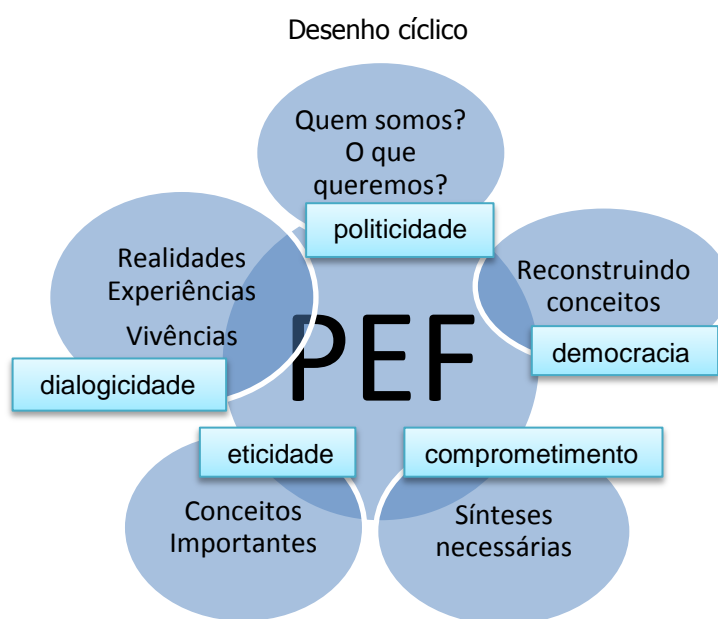 Desenho cíclico
Quem somos?
O que
queremos?
politicidade
Realidades
Experiências
Vivências
dialogicidade
Reconstruindo
conceitos
democracia
PEF
eticidade
Conceitos
Importantes
comprometimento
Sínteses
necessárias